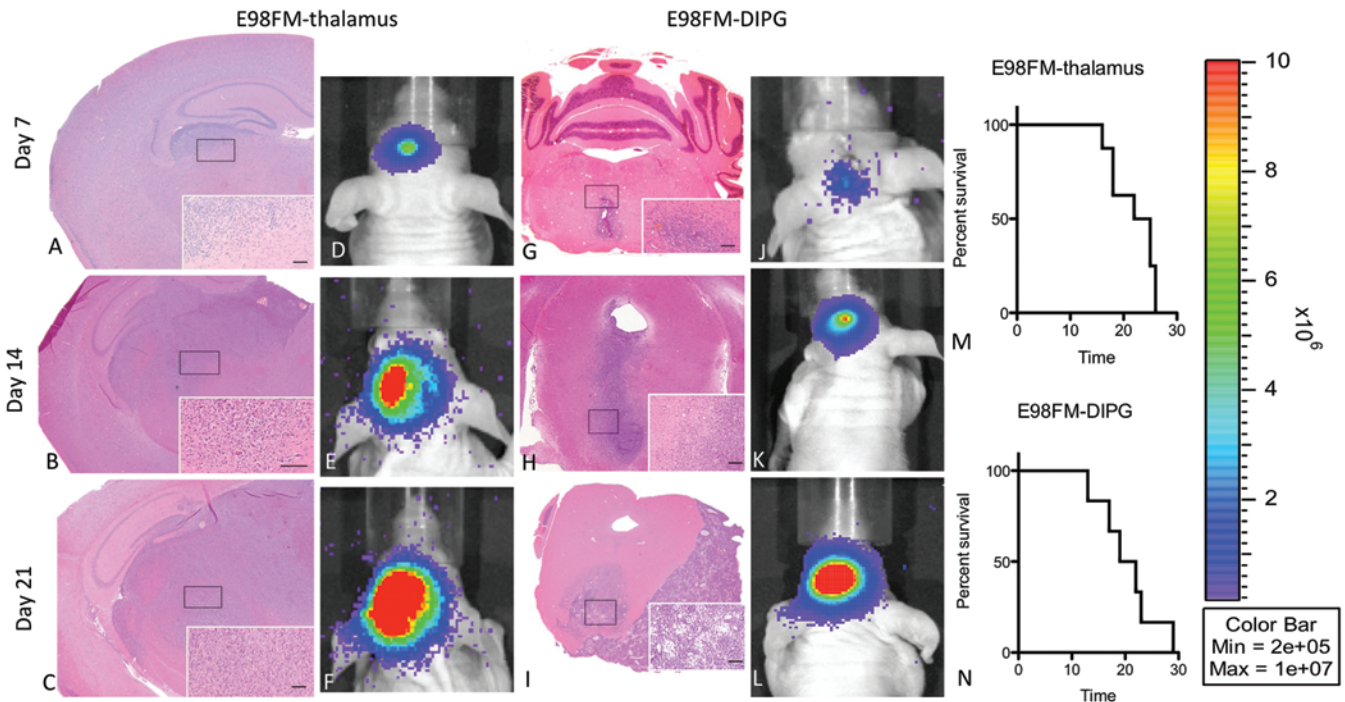 E98FM-thalamus
E98FM-DIPG
Day 7
A
D
G
J
Day 14
B
E
H
K
Day 21
C
F
I
L
E98FM-thalamus
Percent survival
100
50
0
0 10 20 30
Time
M
E98FM-DIPG
Percent survival
100
50
0
0 10 20 30
Time
N
10
8
6
4
2
x10^6
Color Bar
Min = 2e+05
Max = 1e+07